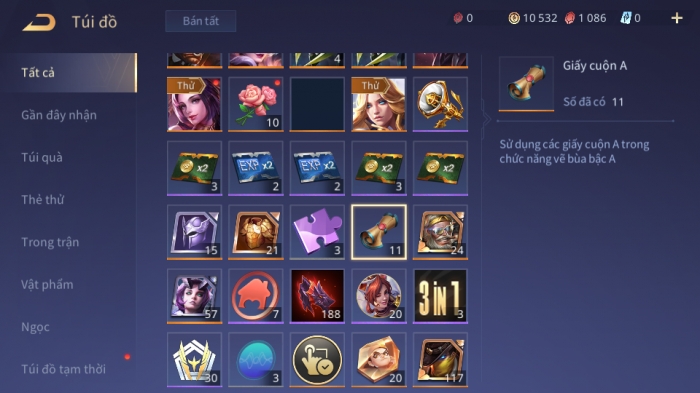 Túi đồ
Bán tất
0
10 532
1 086
0
+
Tất cả
Gần đây nhận
Túi quà
Thẻ thử
Trong trận
Vật phẩm
Ngọc
Túi đồ tạm thời
4
Thử
10
Thử
x2
3
EXP x2
2
EXP x2
2
x2
3
x2
15
21
3
11
24
57
7
188
20
3 IN 1
3
30
3
20
117
Giấy cuộn A
Số đã có 11
Sử dụng các giấy cuộn A trong
chức năng vẽ bùa bậc A